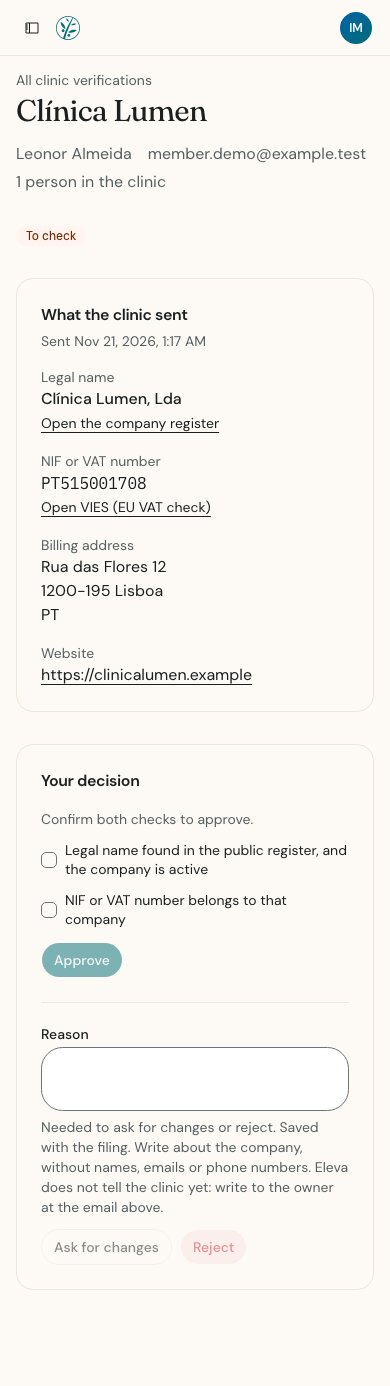 IM
All clinic verifications
Clínica Lumen
Leonor Almeida member.demo@example.test
1 person in the clinic
To check
What the clinic sent
Sent Nov 21, 2026, 1:17 AM
Legal name
Clínica Lumen, Lda
Open the company register
NIF or VAT number
PT515001708
Open VIES (EU VAT check)
Billing address
Rua das Flores 12
1200-195 Lisboa
PT
Website
https://clinicalumen.example
Your decision
Confirm both checks to approve.
Legal name found in the public register, and
the company is active
NIF or VAT number belongs to that
company
Approve
Reason
Needed to ask for changes or reject. Saved
with the filing. Write about the company,
without names, emails or phone numbers. Eleva
does not tell the clinic yet: write to the owner
at the email above.
Ask for changes Reject